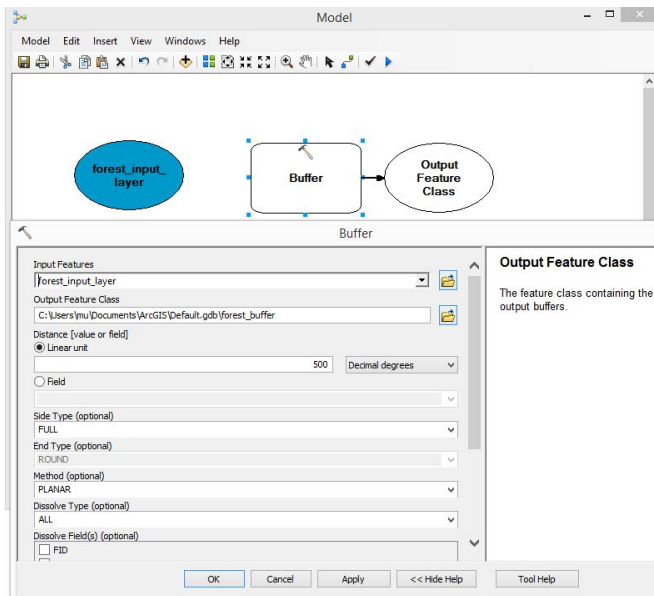 Model
Model Edit Insert View Windows Help
forest_input_
layer
Buffer
Output
Feature
Class
Buffer
Input Features
forest_input_layer
Output Feature Class
C:\Users\mu\Documents\ArcGIS\Default.gdb\forest_buffer
Distance [value or field]
Linear unit
500 Decimal degrees
Field
Side Type (optional)
FULL
End Type (optional)
ROUND
Method (optional)
PLANAR
Dissolve Type (optional)
ALL
Dissolve Field(s) (optional)
FID
Output Feature Class
The feature class containing the
output buffers.
OK Cancel Apply << Hide Help Tool Help